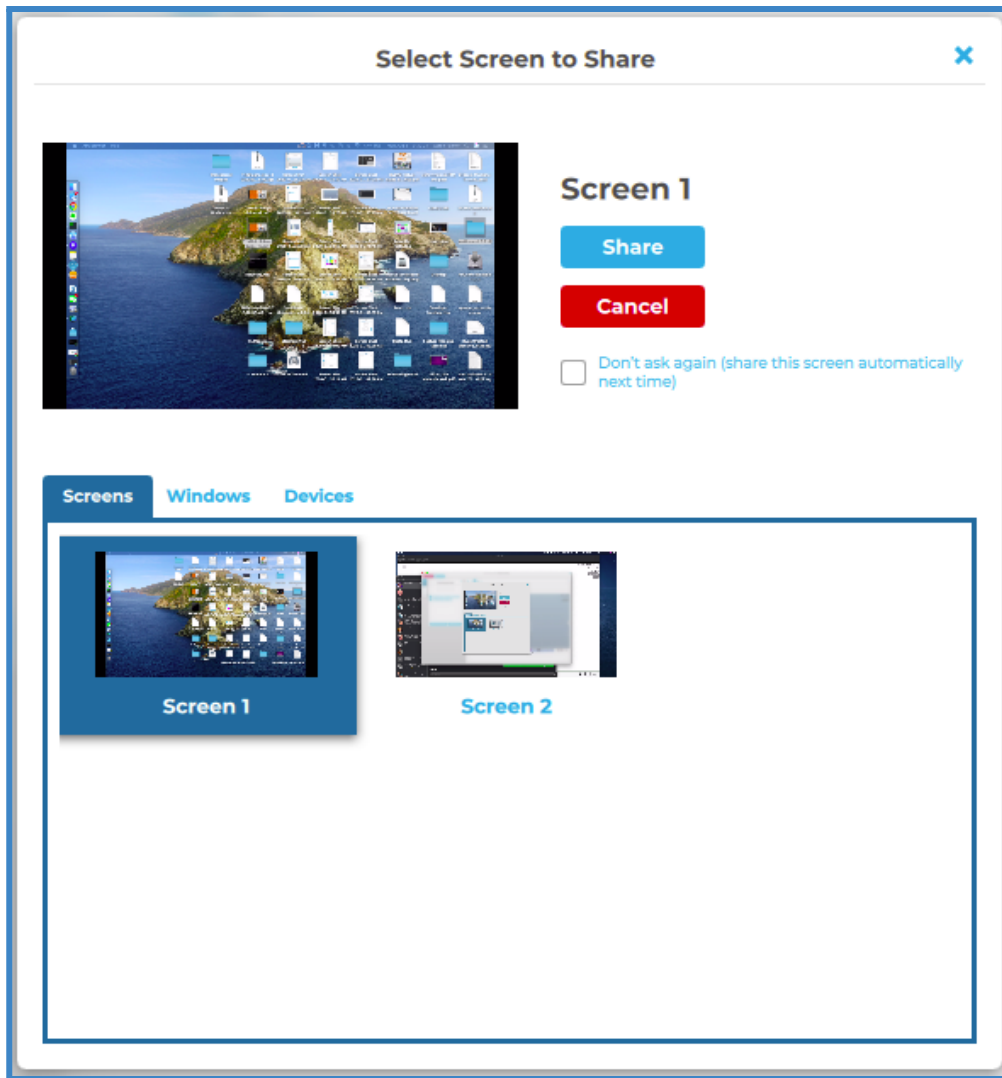 Select Screen to Share
Screen 1
Share
Cancel
Don't ask again (share this screen automatically
next time)
Screens Windows Devices
Screen 1 Screen 2